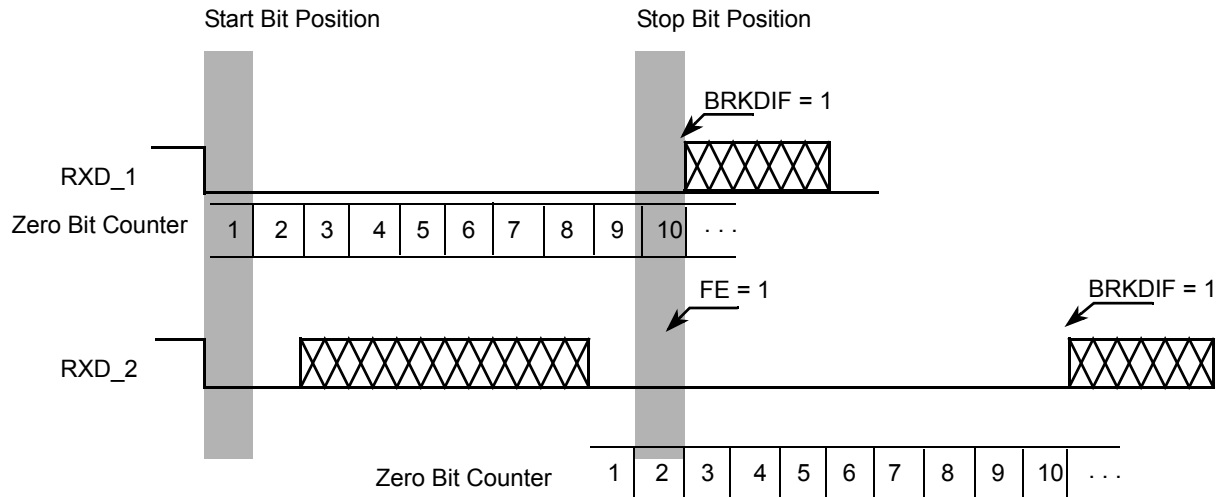 Start Bit Position
Stop Bit Position
BRKDIF = 1
RXD_1
Zero Bit Counter 1 2 3 4 5 6 7 8 9 10 . . .
FE = 1
BRKDIF = 1
RXD_2
Zero Bit Counter 1 2 3 4 5 6 7 8 9 10 . . .